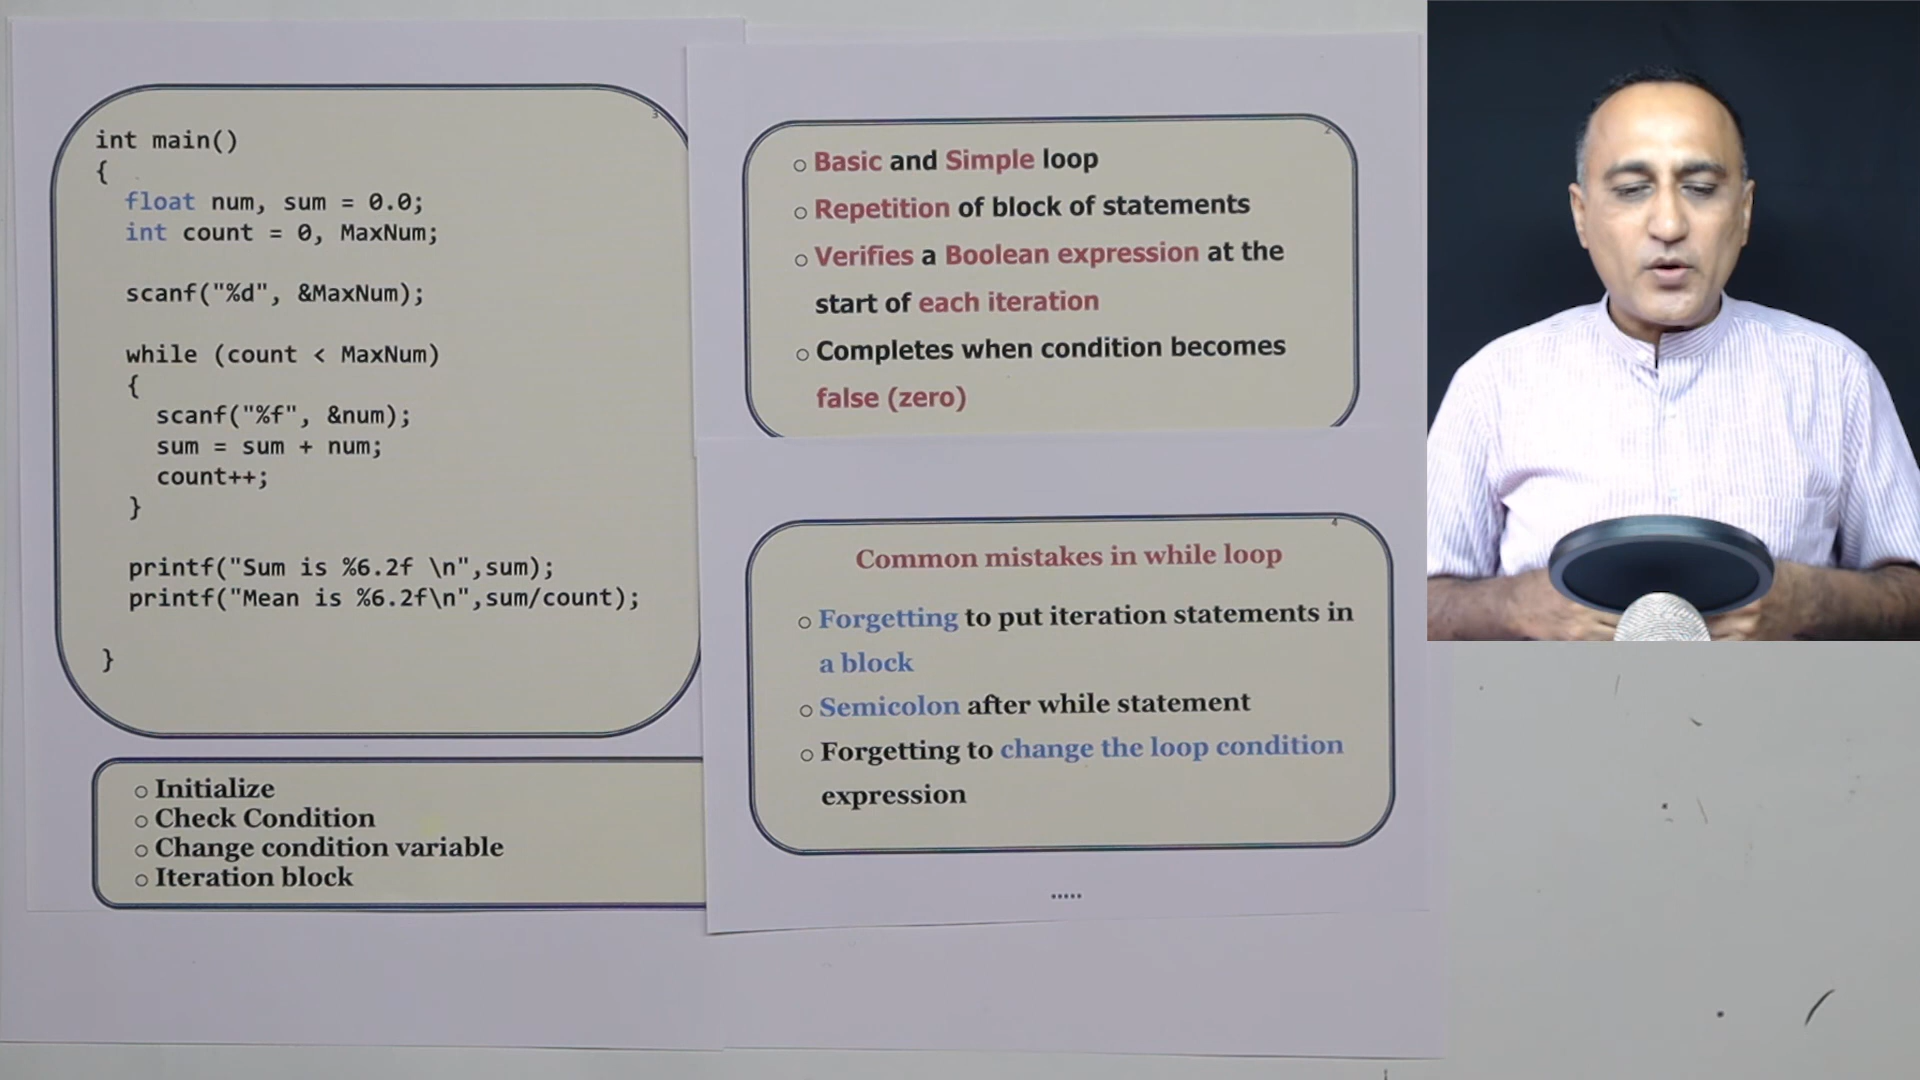 3
int main()
{
float num, sum = 0.0;
int count = 0, MaxNum;
scanf("%d", &MaxNum);
while (count < MaxNum)
{
scanf("%f", &num);
sum = sum + num;
count++;
}
printf("Sum is %6.2f \n",sum);
printf("Mean is %6.2f\n",sum/count);
}
○ Initialize
○ Check Condition
○ Change condition variable
○ Iteration block
2
○ Basic and Simple loop
○ Repetition of block of statements
○ Verifies a Boolean expression at the
start of each iteration
○ Completes when condition becomes
false (zero)
4
Common mistakes in while loop
○ Forgetting to put iteration statements in
a block
○ Semicolon after while statement
○ Forgetting to change the loop condition
expression
.....